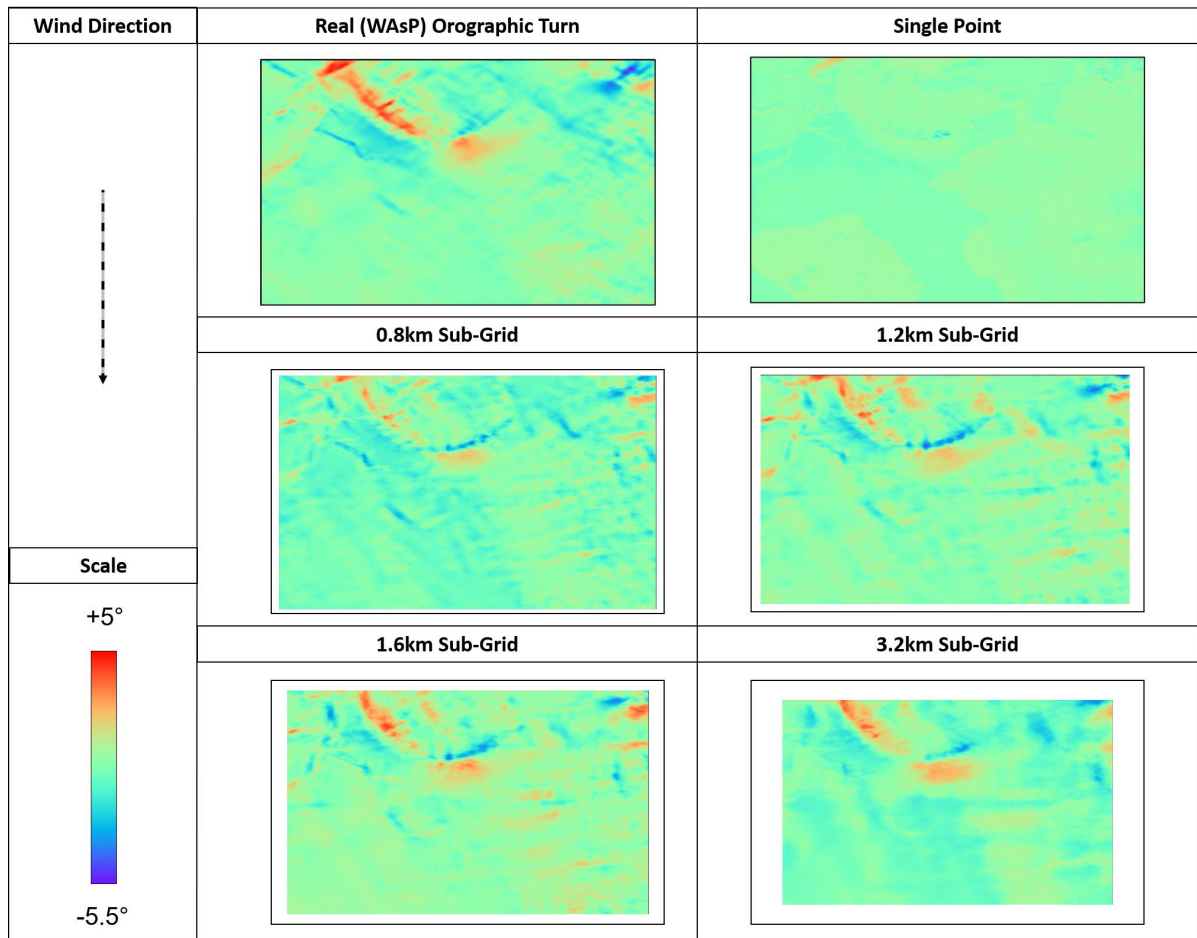 Wind Direction
Real (WAsP) Orographic Turn
Single Point
0.8km Sub-Grid
1.2km Sub-Grid
Scale
+5°
-5.5°
1.6km Sub-Grid
3.2km Sub-Grid